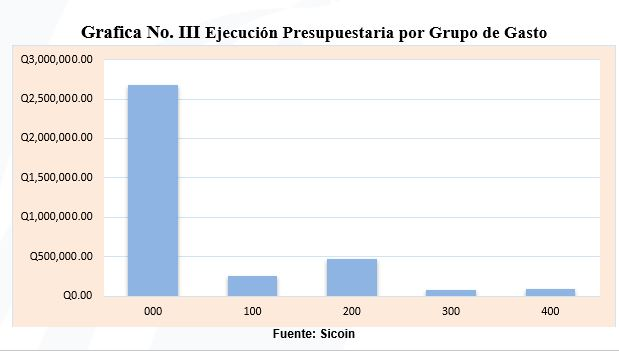 Grafica No. III Ejecución Presupuestaria por Grupo de Gasto
Q3,000,000.00
Q2,500,000.00
Q2,000,000.00
Q1,500,000.00
Q1,000,000.00
Q500,000.00
Q0.00
000 100 200 300 400
Fuente: Sicoin